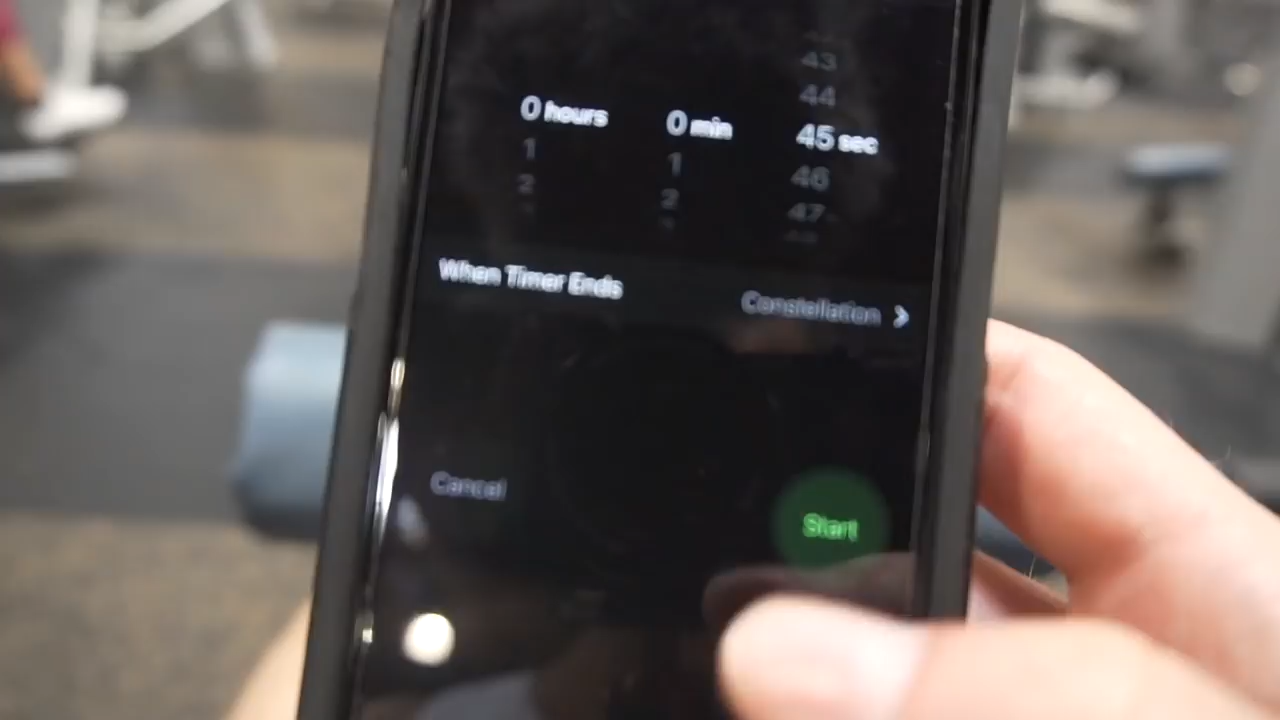 43
44
0 hours 0 min 45 sec
1 1 46
2 2 47
When Timer Ends Constellation >
Cancel Start